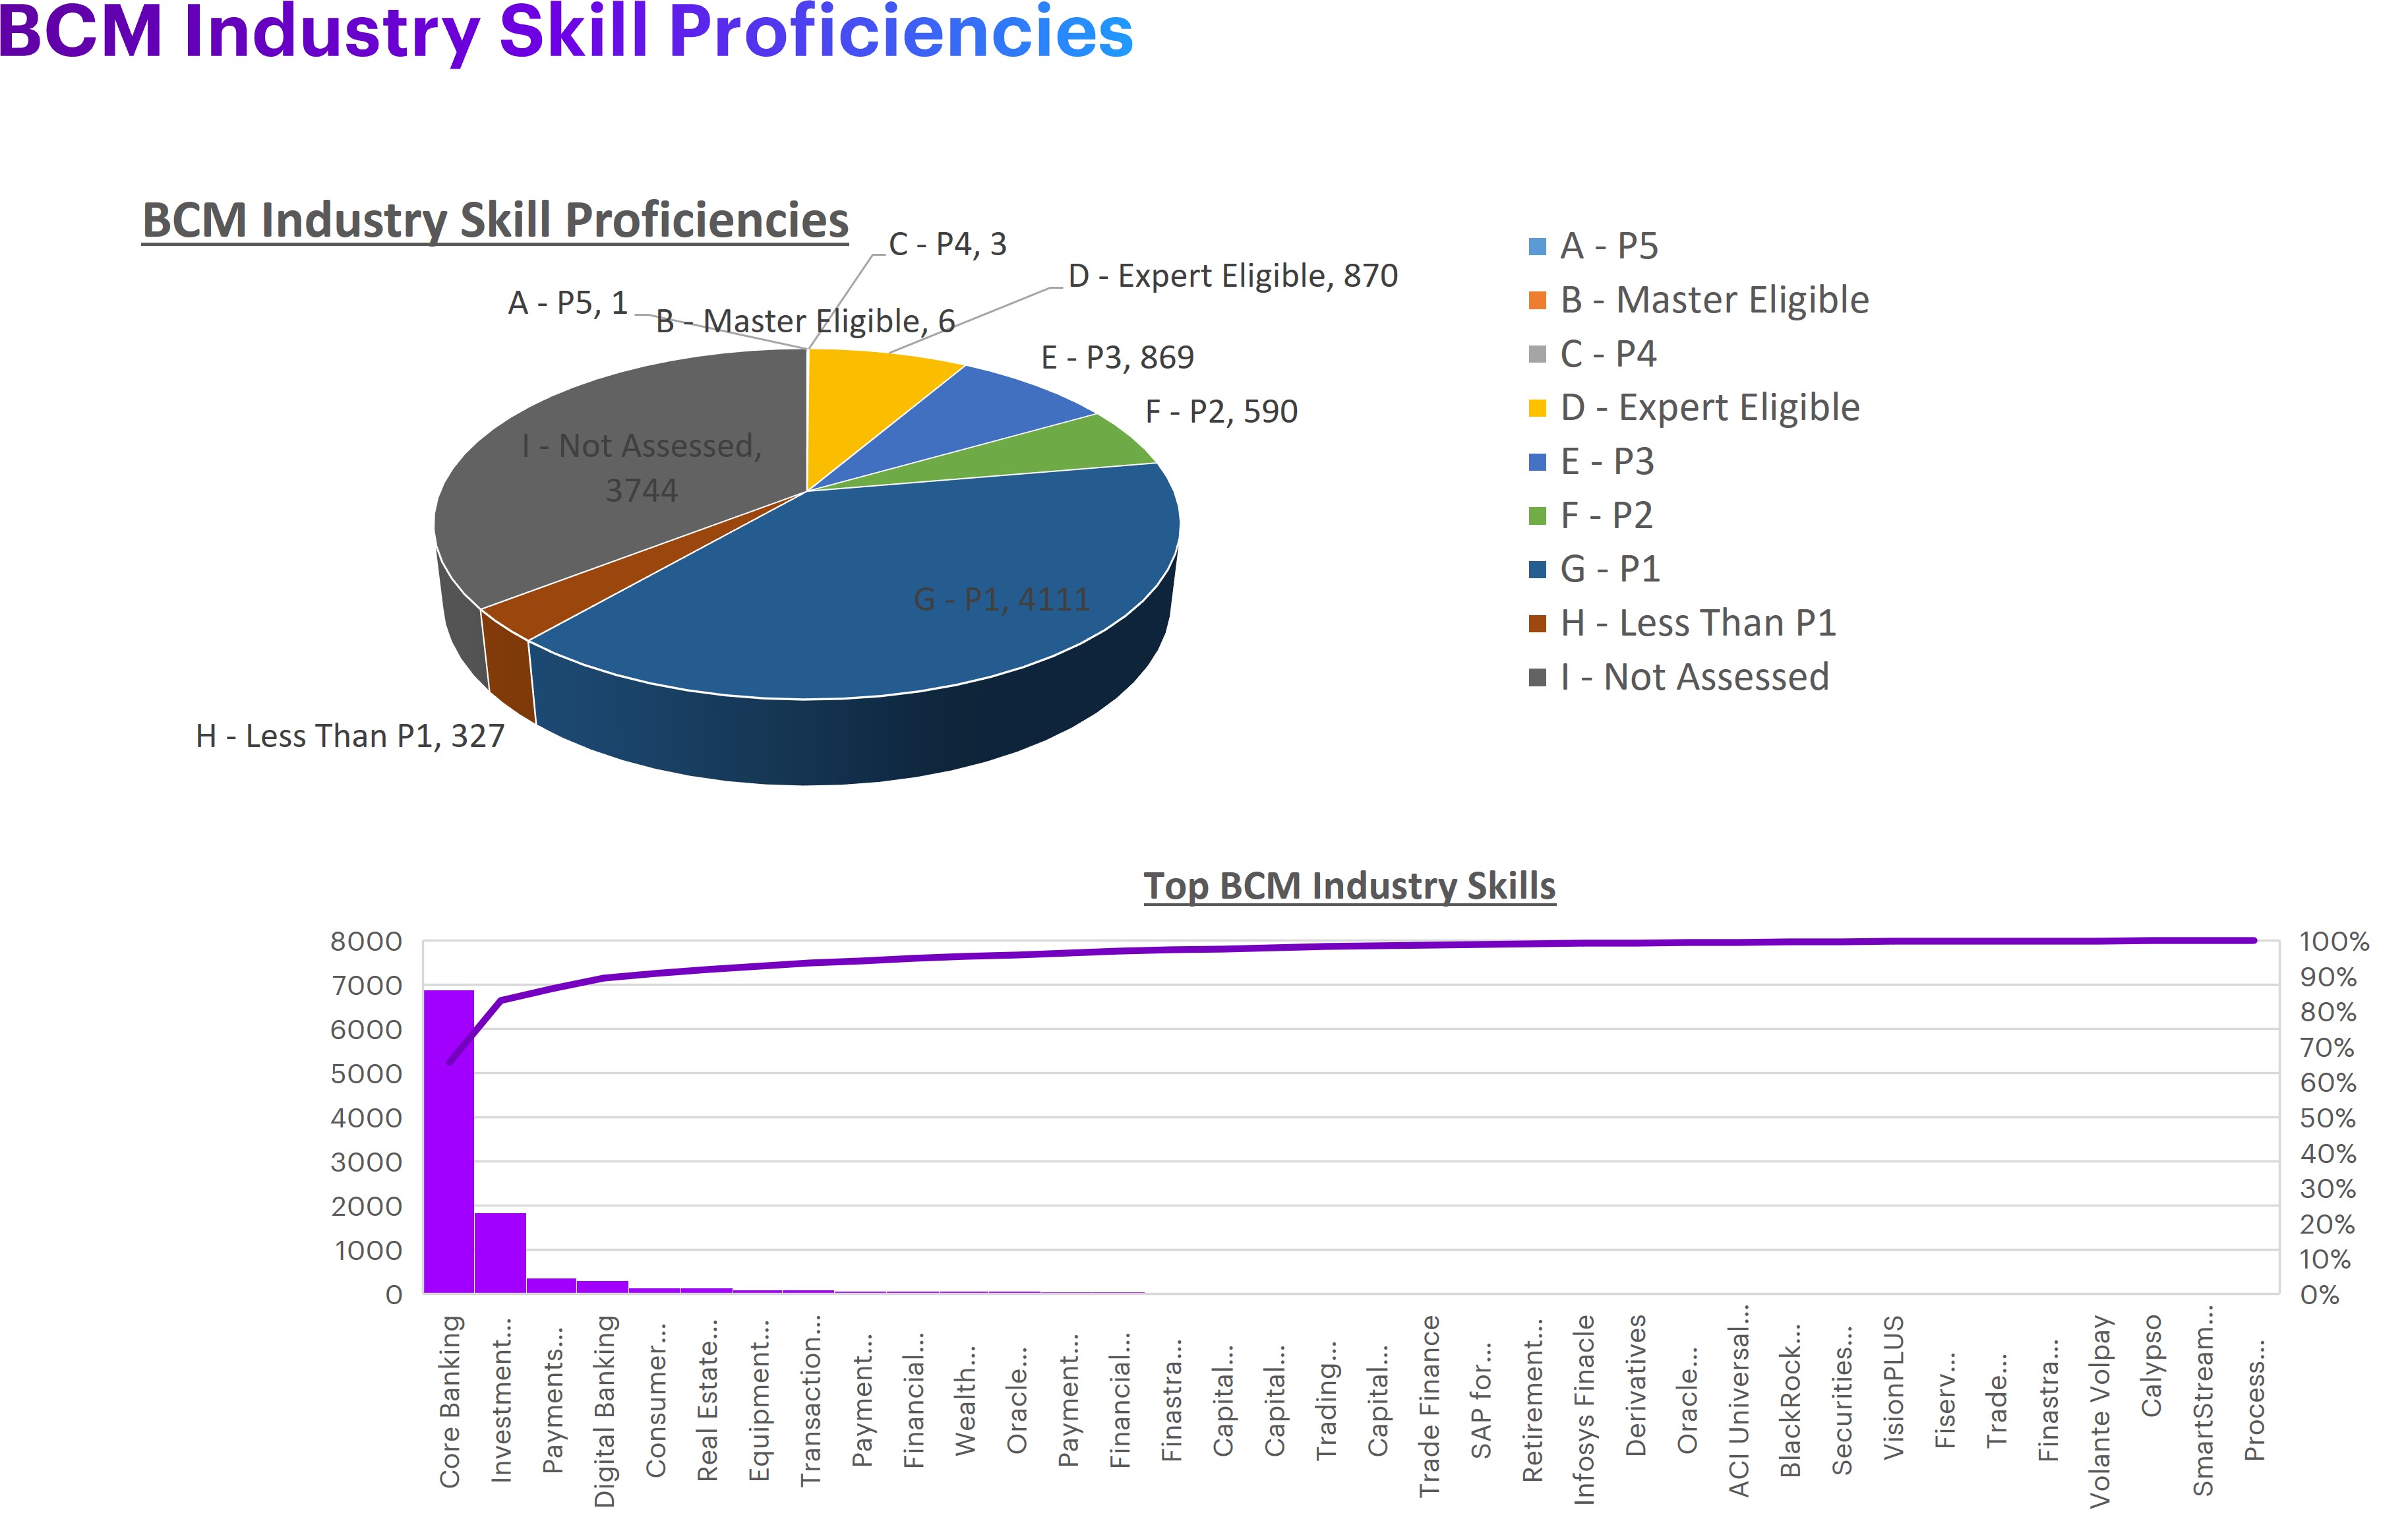 BCM Industry Skill Proficiencies
BCM Industry Skill Proficiencies
C - P4, 3
D - Expert Eligible, 870
A - P5, 1
B - Master Eligible, 6
E - P3, 869
F - P2, 590
I - Not Assessed,
3744
G - P1, 4111
H - Less Than P1, 327
A - P5
B - Master Eligible
C - P4
D - Expert Eligible
E - P3
F - P2
G - P1
H - Less Than P1
I - Not Assessed
Top BCM Industry Skills
8000
7000
6000
5000
4000
3000
2000
1000
0
100%
90%
80%
70%
60%
50%
40%
30%
20%
10%
0%
Core Banking
Investment...
Payments...
Digital Banking
Consumer...
Real Estate...
Equipment...
Transaction...
Payment...
Financial...
Wealth...
Oracle...
Payment...
Financial...
Finastra...
Capital...
Capital...
Trading...
Capital...
Trade Finance
SAP for...
Retirement...
Infosys Finacle
Derivatives
Oracle...
ACI Universal...
BlackRock...
Securities...
VisionPLUS
Fiserv...
Trade...
Finastra...
Volante Volpay
Calypso
SmartStream...
Process...